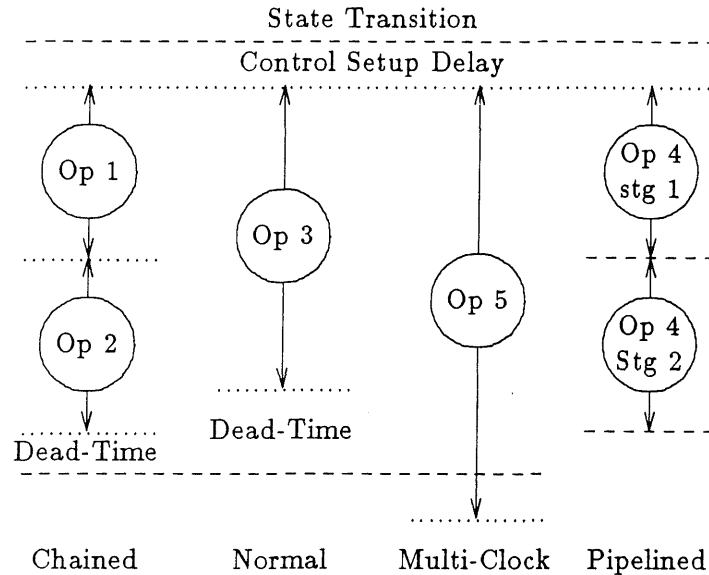 State Transition
Control Setup Delay
Op 1
Op 2
Dead-Time
Op 3
Dead-Time
Op 5
Op 4
stg 1
Op 4
Stg 2
Chained
Normal
Multi-Clock
Pipelined